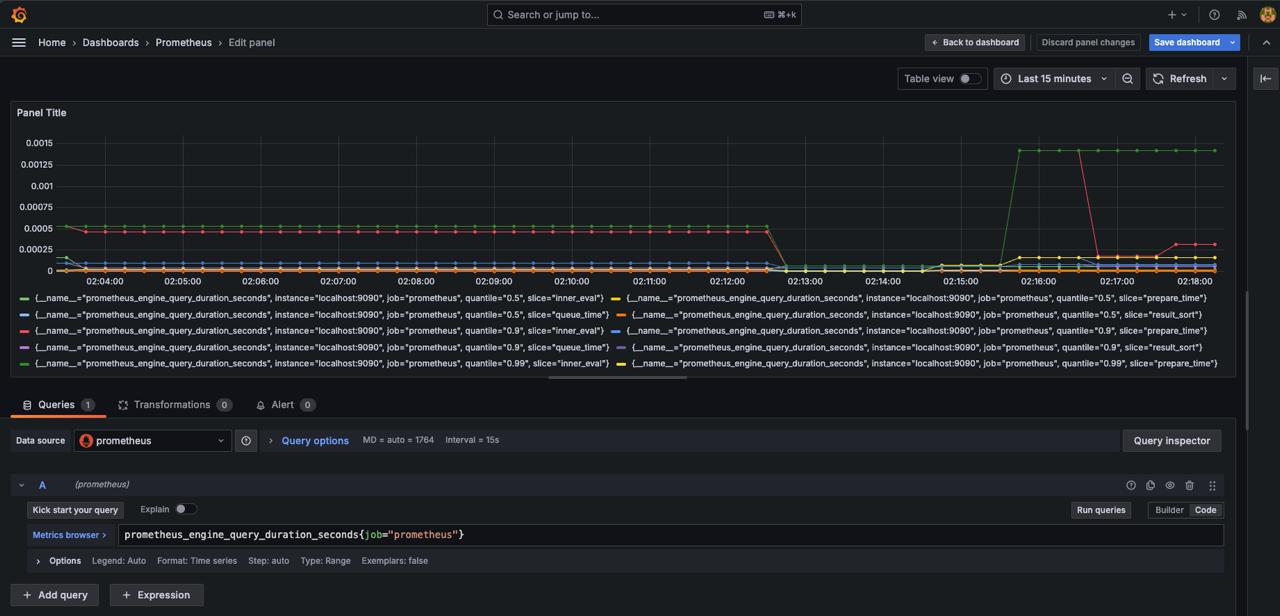 Search or jump to... ⌘+k
Home › Dashboards › Prometheus › Edit panel
← Back to dashboard Discard panel changes Save dashboard
Table view Last 15 minutes Refresh
Panel Title
0.0015
0.00125
0.001
0.00075
0.0005
0.00025
0
02:04:00 02:05:00 02:06:00 02:07:00 02:08:00 02:09:00 02:10:00 02:11:00 02:12:00 02:13:00 02:14:00 02:15:00 02:16:00 02:17:00 02:18:00
{__name__="prometheus_engine_query_duration_seconds", instance="localhost:9090", job="prometheus", quantile="0.5", slice="inner_eval"} {__name__="prometheus_engine_query_duration_seconds", instance="localhost:9090", job="prometheus", quantile="0.5", slice="prepare_time"}
{__name__="prometheus_engine_query_duration_seconds", instance="localhost:9090", job="prometheus", quantile="0.5", slice="queue_time"} {__name__="prometheus_engine_query_duration_seconds", instance="localhost:9090", job="prometheus", quantile="0.5", slice="result_sort"}
{__name__="prometheus_engine_query_duration_seconds", instance="localhost:9090", job="prometheus", quantile="0.9", slice="inner_eval"} {__name__="prometheus_engine_query_duration_seconds", instance="localhost:9090", job="prometheus", quantile="0.9", slice="prepare_time"}
{__name__="prometheus_engine_query_duration_seconds", instance="localhost:9090", job="prometheus", quantile="0.9", slice="queue_time"} {__name__="prometheus_engine_query_duration_seconds", instance="localhost:9090", job="prometheus", quantile="0.9", slice="result_sort"}
{__name__="prometheus_engine_query_duration_seconds", instance="localhost:9090", job="prometheus", quantile="0.99", slice="inner_eval"} {__name__="prometheus_engine_query_duration_seconds", instance="localhost:9090", job="prometheus", quantile="0.99", slice="prepare_time"}
Queries 1 Transformations 0 Alert 0
Data source prometheus Query options MD = auto = 1764 Interval = 15s Query inspector
A (prometheus)
Kick start your query Explain Run queries Builder Code
Metrics browser > prometheus_engine_query_duration_seconds{job="prometheus"}
Options Legend: Auto Format: Time series Step: auto Type: Range Exemplars: false
+ Add query + Expression